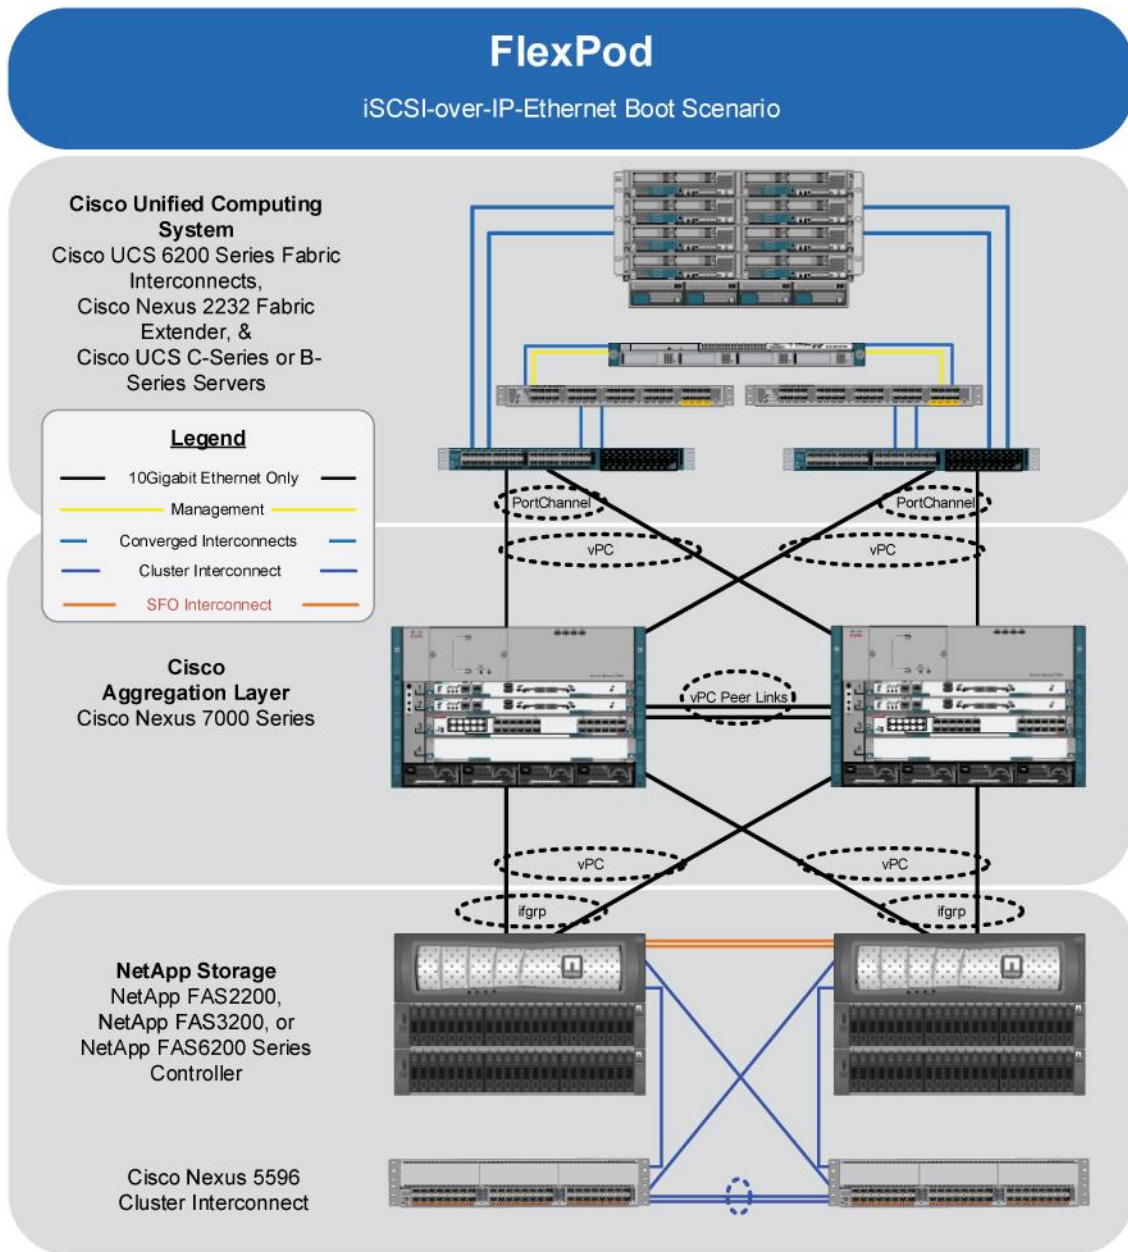 FlexPod
iSCSI-over-IP-Ethernet Boot Scenario
Cisco Unified Computing
System
Cisco UCS 6200 Series Fabric
Interconnects,
Cisco Nexus 2232 Fabric
Extender, &
Cisco UCS C-Series or B-
Series Servers
Legend
10Gigabit Ethernet Only
Management
Converged Interconnects
Cluster Interconnect
SFO Interconnect
PortChannel
PortChannel
vPC
vPC
Cisco
Aggregation Layer
Cisco Nexus 7000 Series
vPC Peer Links
vPC
vPC
ifgrp
ifgrp
NetApp Storage
NetApp FAS2200,
NetApp FAS3200, or
NetApp FAS6200 Series
Controller
Cisco Nexus 5596
Cluster Interconnect